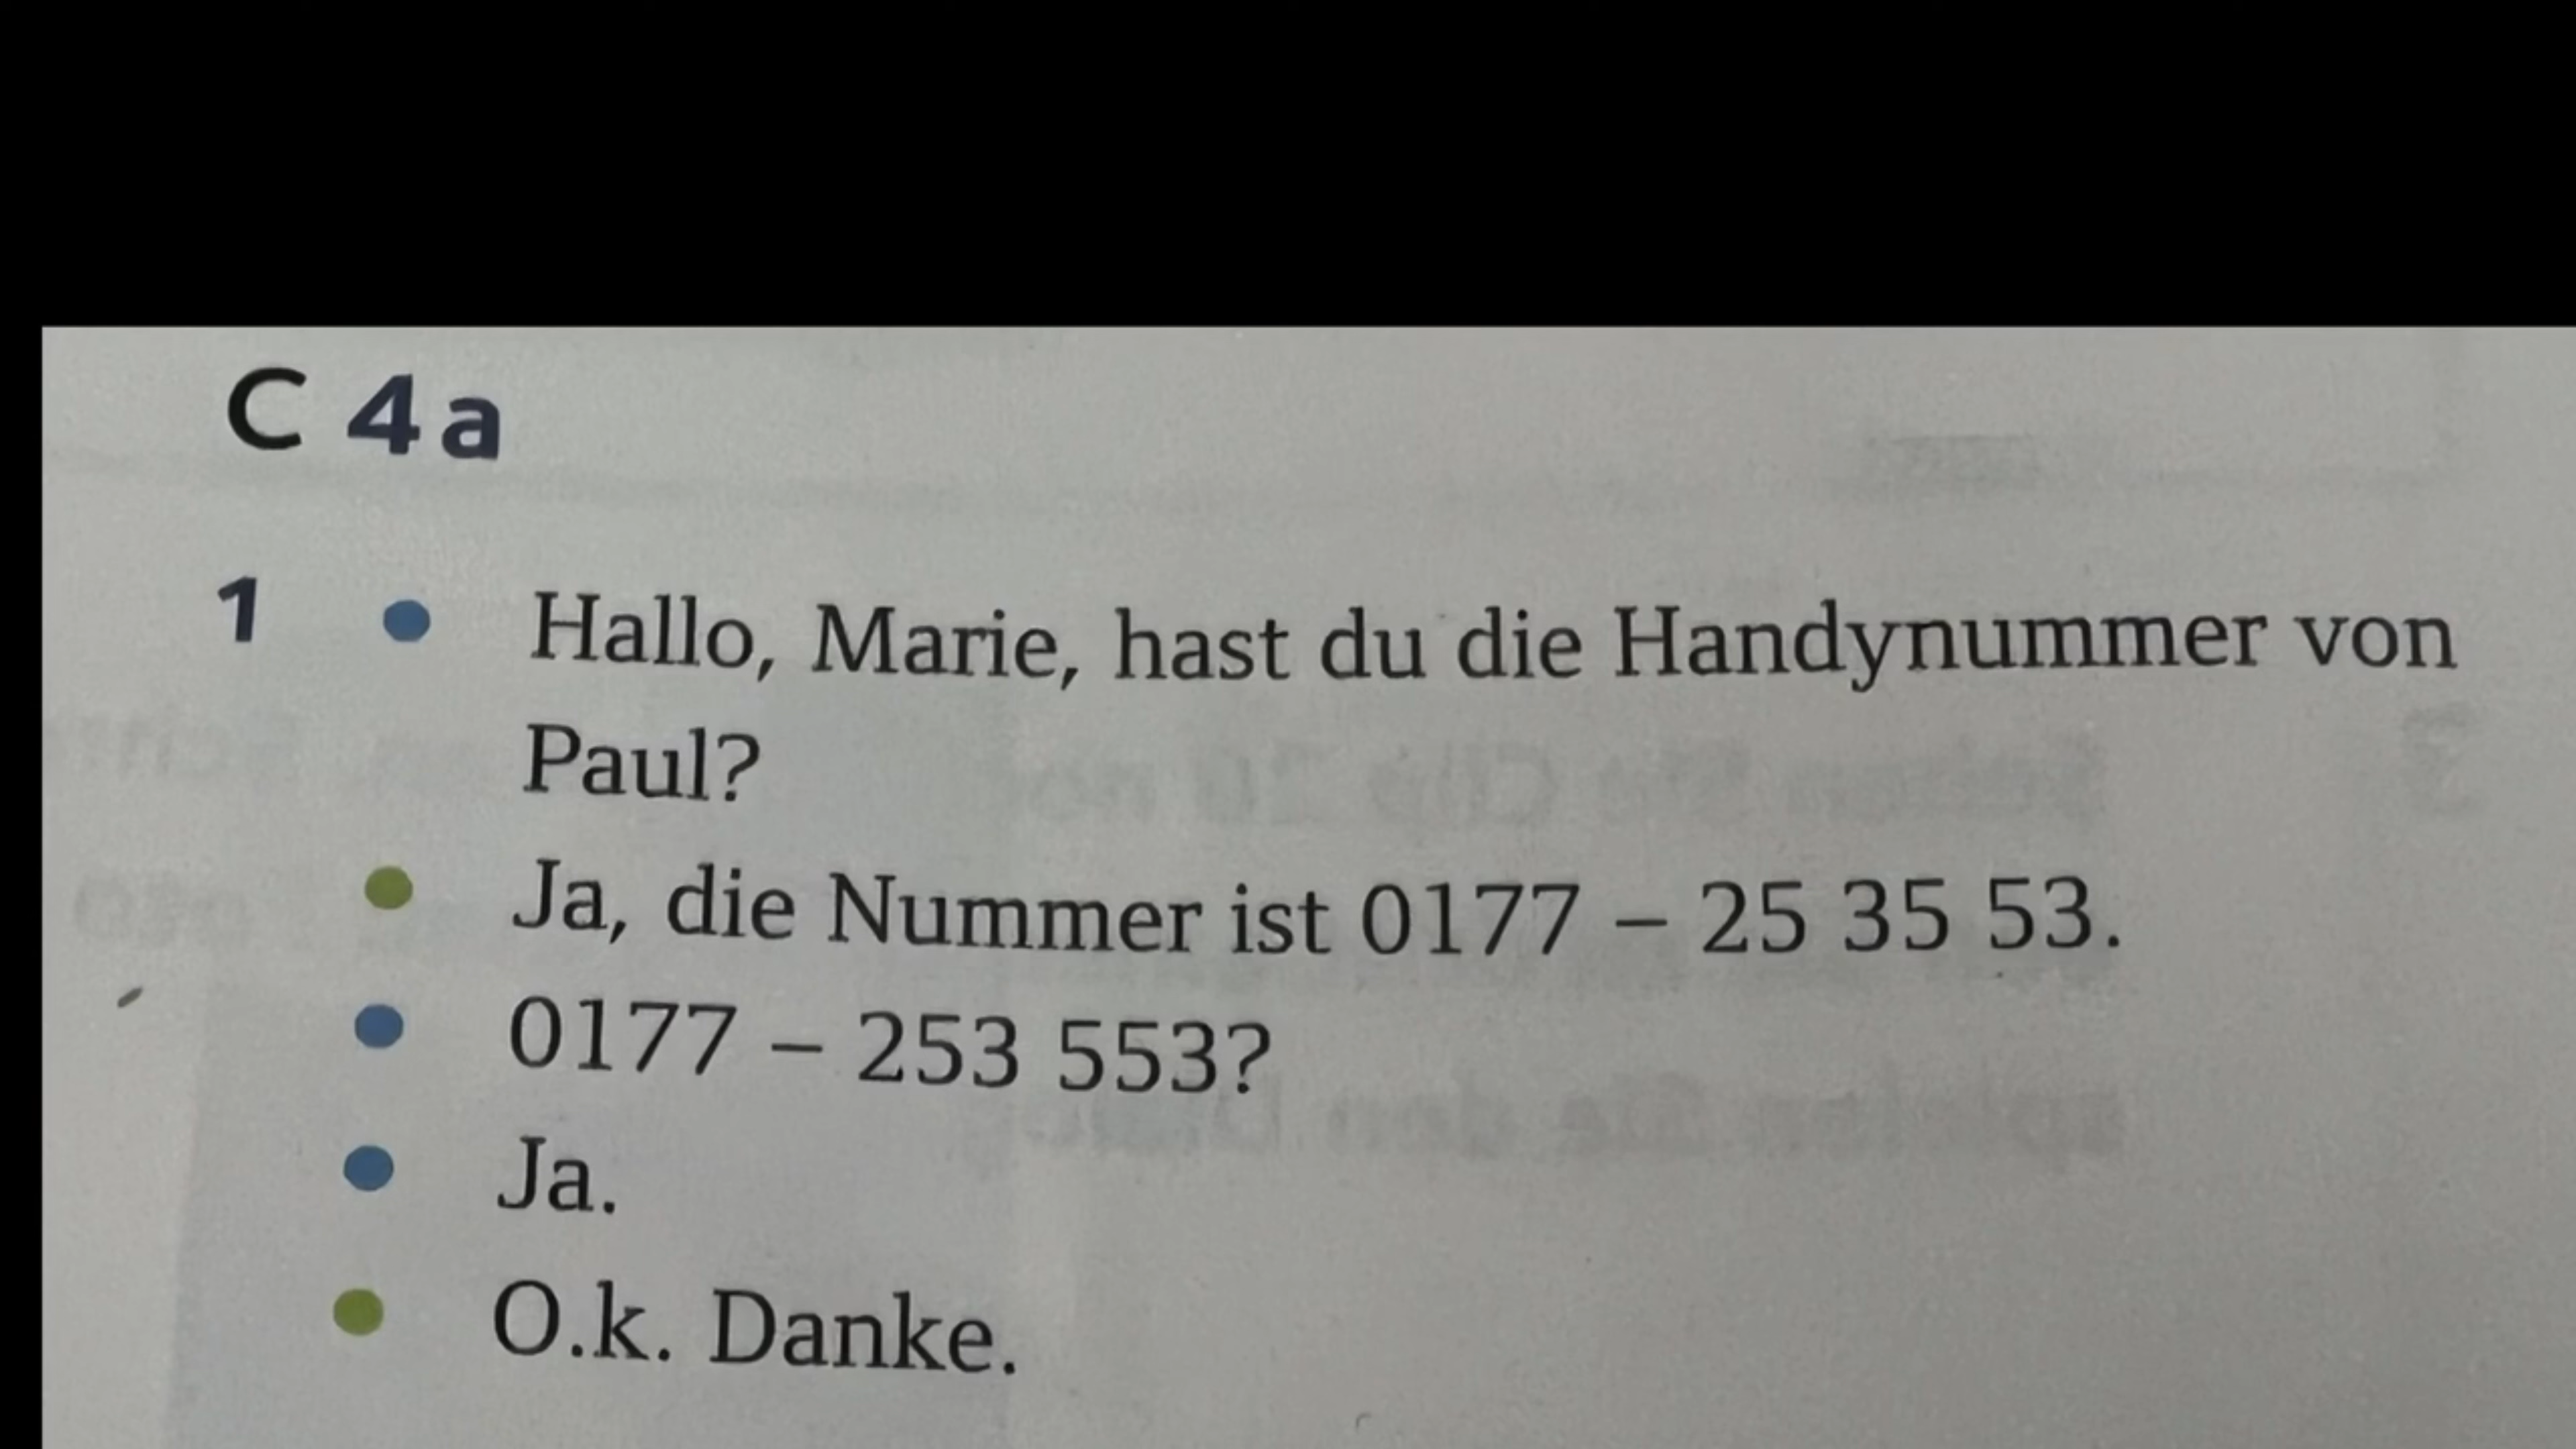 C 4a
1 • Hallo, Marie, hast du die Handynummer von
Paul?
• Ja, die Nummer ist 0177 – 25 35 53.
• 0177 – 253 553?
• Ja.
• O.k. Danke.